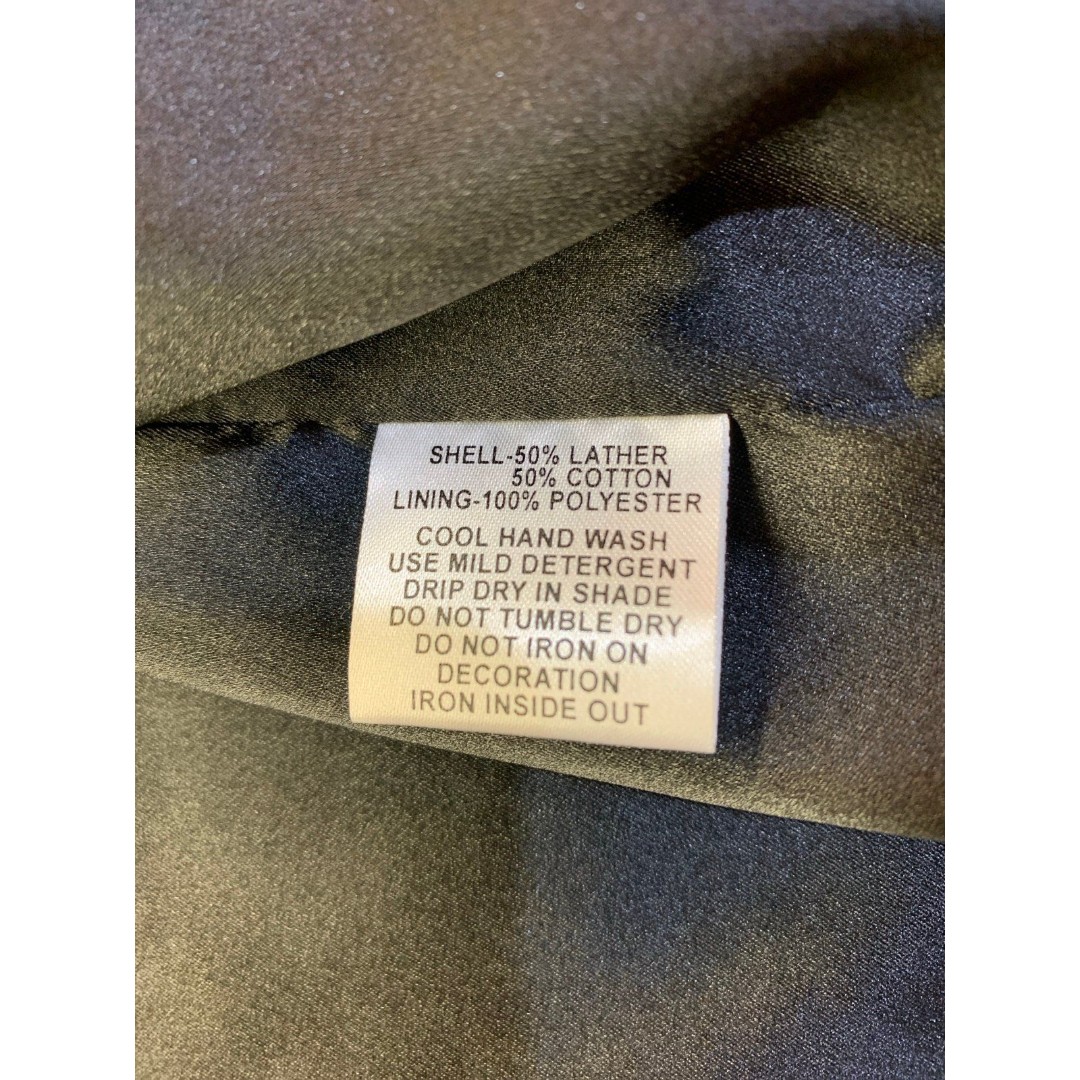 SHELL-50% LATHER
50% COTTON
LINING-100% POLYESTER
COOL HAND WASH
USE MILD DETERGENT
DRIP DRY IN SHADE
DO NOT TUMBLE DRY
DO NOT IRON ON
DECORATION
IRON INSIDE OUT